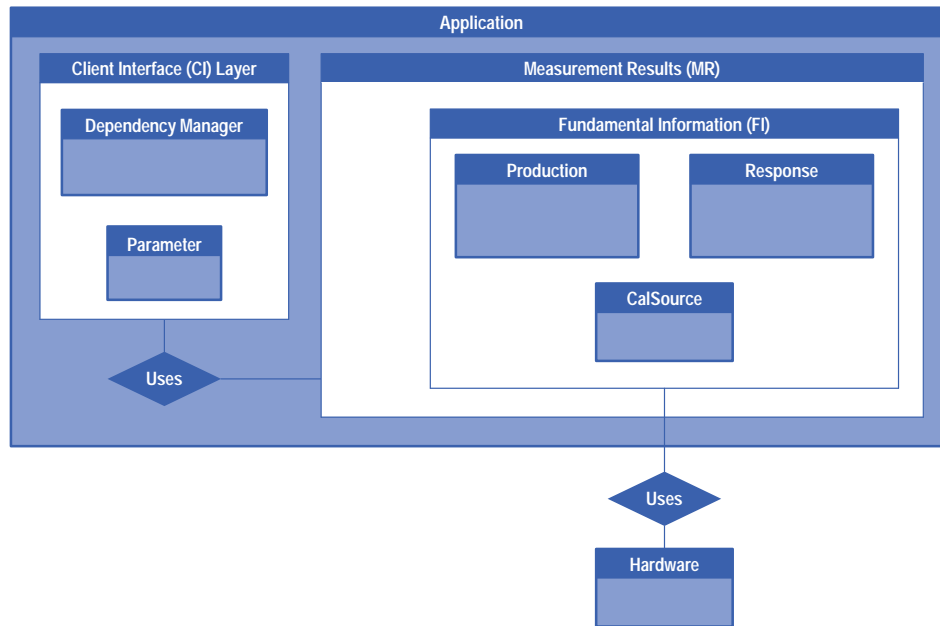 Application
Client Interface (CI) Layer
Measurement Results (MR)
Dependency Manager
Fundamental Information (FI)
Production
Response
Parameter
CalSource
Uses
Uses
Hardware